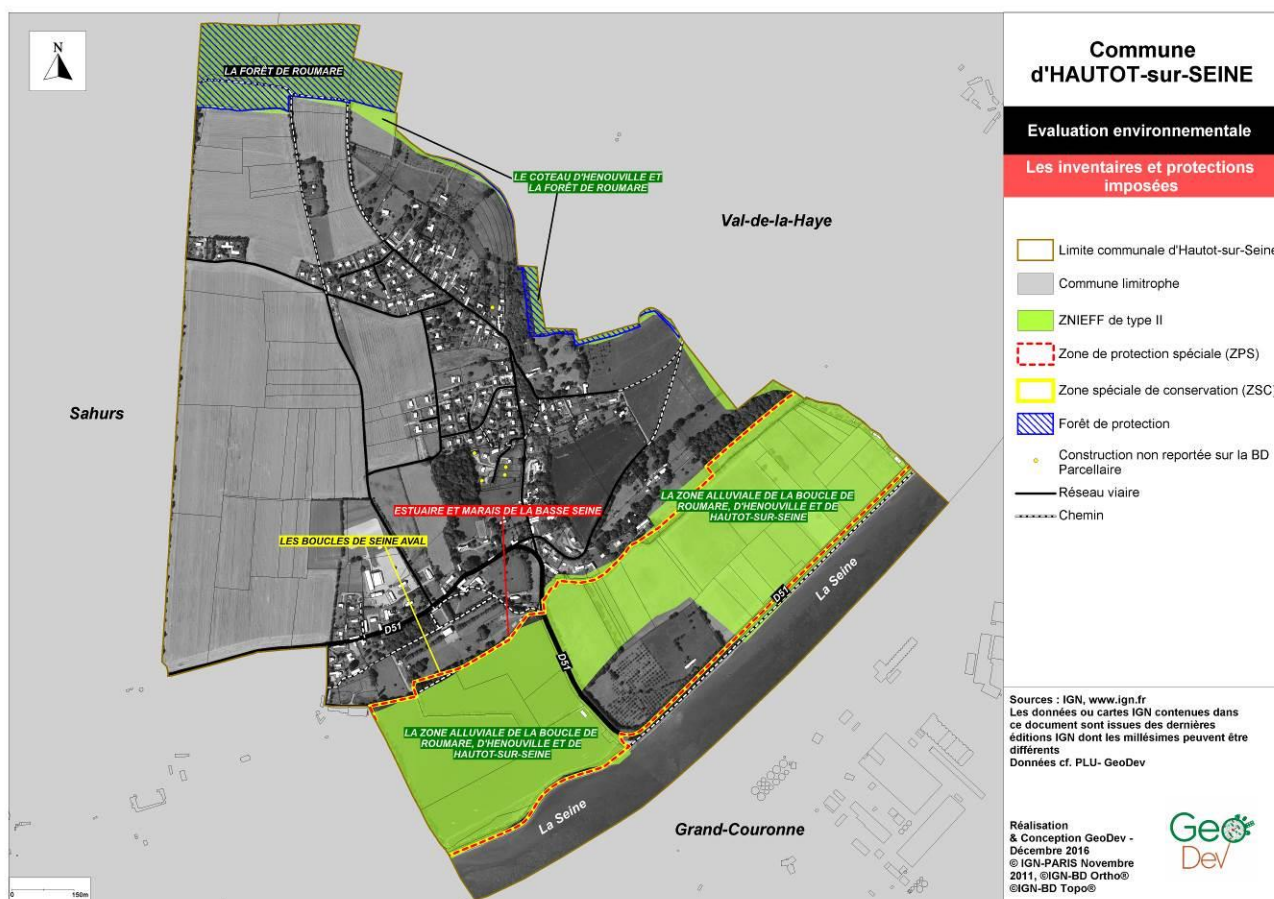 Commune
d'HAUTOT-sur-SEINE
Evaluation environnementale
Les inventaires et protections
imposées
Limite communale d'Hautot-sur-Seine
Commune limitrophe
ZNIEFF de type II
Zone de protection spéciale (ZPS)
Zone spéciale de conservation (ZSC)
Forêt de protection
Construction non reportée sur la BD
Parcellaire
Réseau viaire
Chemin
Sources : IGN, www.ign.fr
Les données ou cartes IGN contenues dans
ce document sont issues des dernières
éditions IGN dont les millésimes peuvent être
différents
Données cf. PLU- GeoDev
Réalisation
& Conception GeoDev -
Décembre 2016
© IGN-PARIS Novembre
2011, ©IGN-BD Ortho®
©IGN-BD Topo®
Geo
Dev
N
LA FORÊT DE ROUMARE
LE COTEAU D'HENOUVILLE ET
LA FORÊT DE ROUMARE
Val-de-la-Haye
Sahurs
ESTUAIRE ET MARAIS DE LA BASSE SEINE
LES BOUCLES DE SEINE AVAL
LA ZONE ALLUVIALE DE LA BOUCLE DE
ROUMARE, D'HENOUVILLE ET DE
HAUTOT-SUR-SEINE
D51
D51
D51
La Seine
LA ZONE ALLUVIALE DE LA BOUCLE DE
ROUMARE, D'HENOUVILLE ET DE
HAUTOT-SUR-SEINE
La Seine
Grand-Couronne
0 150m